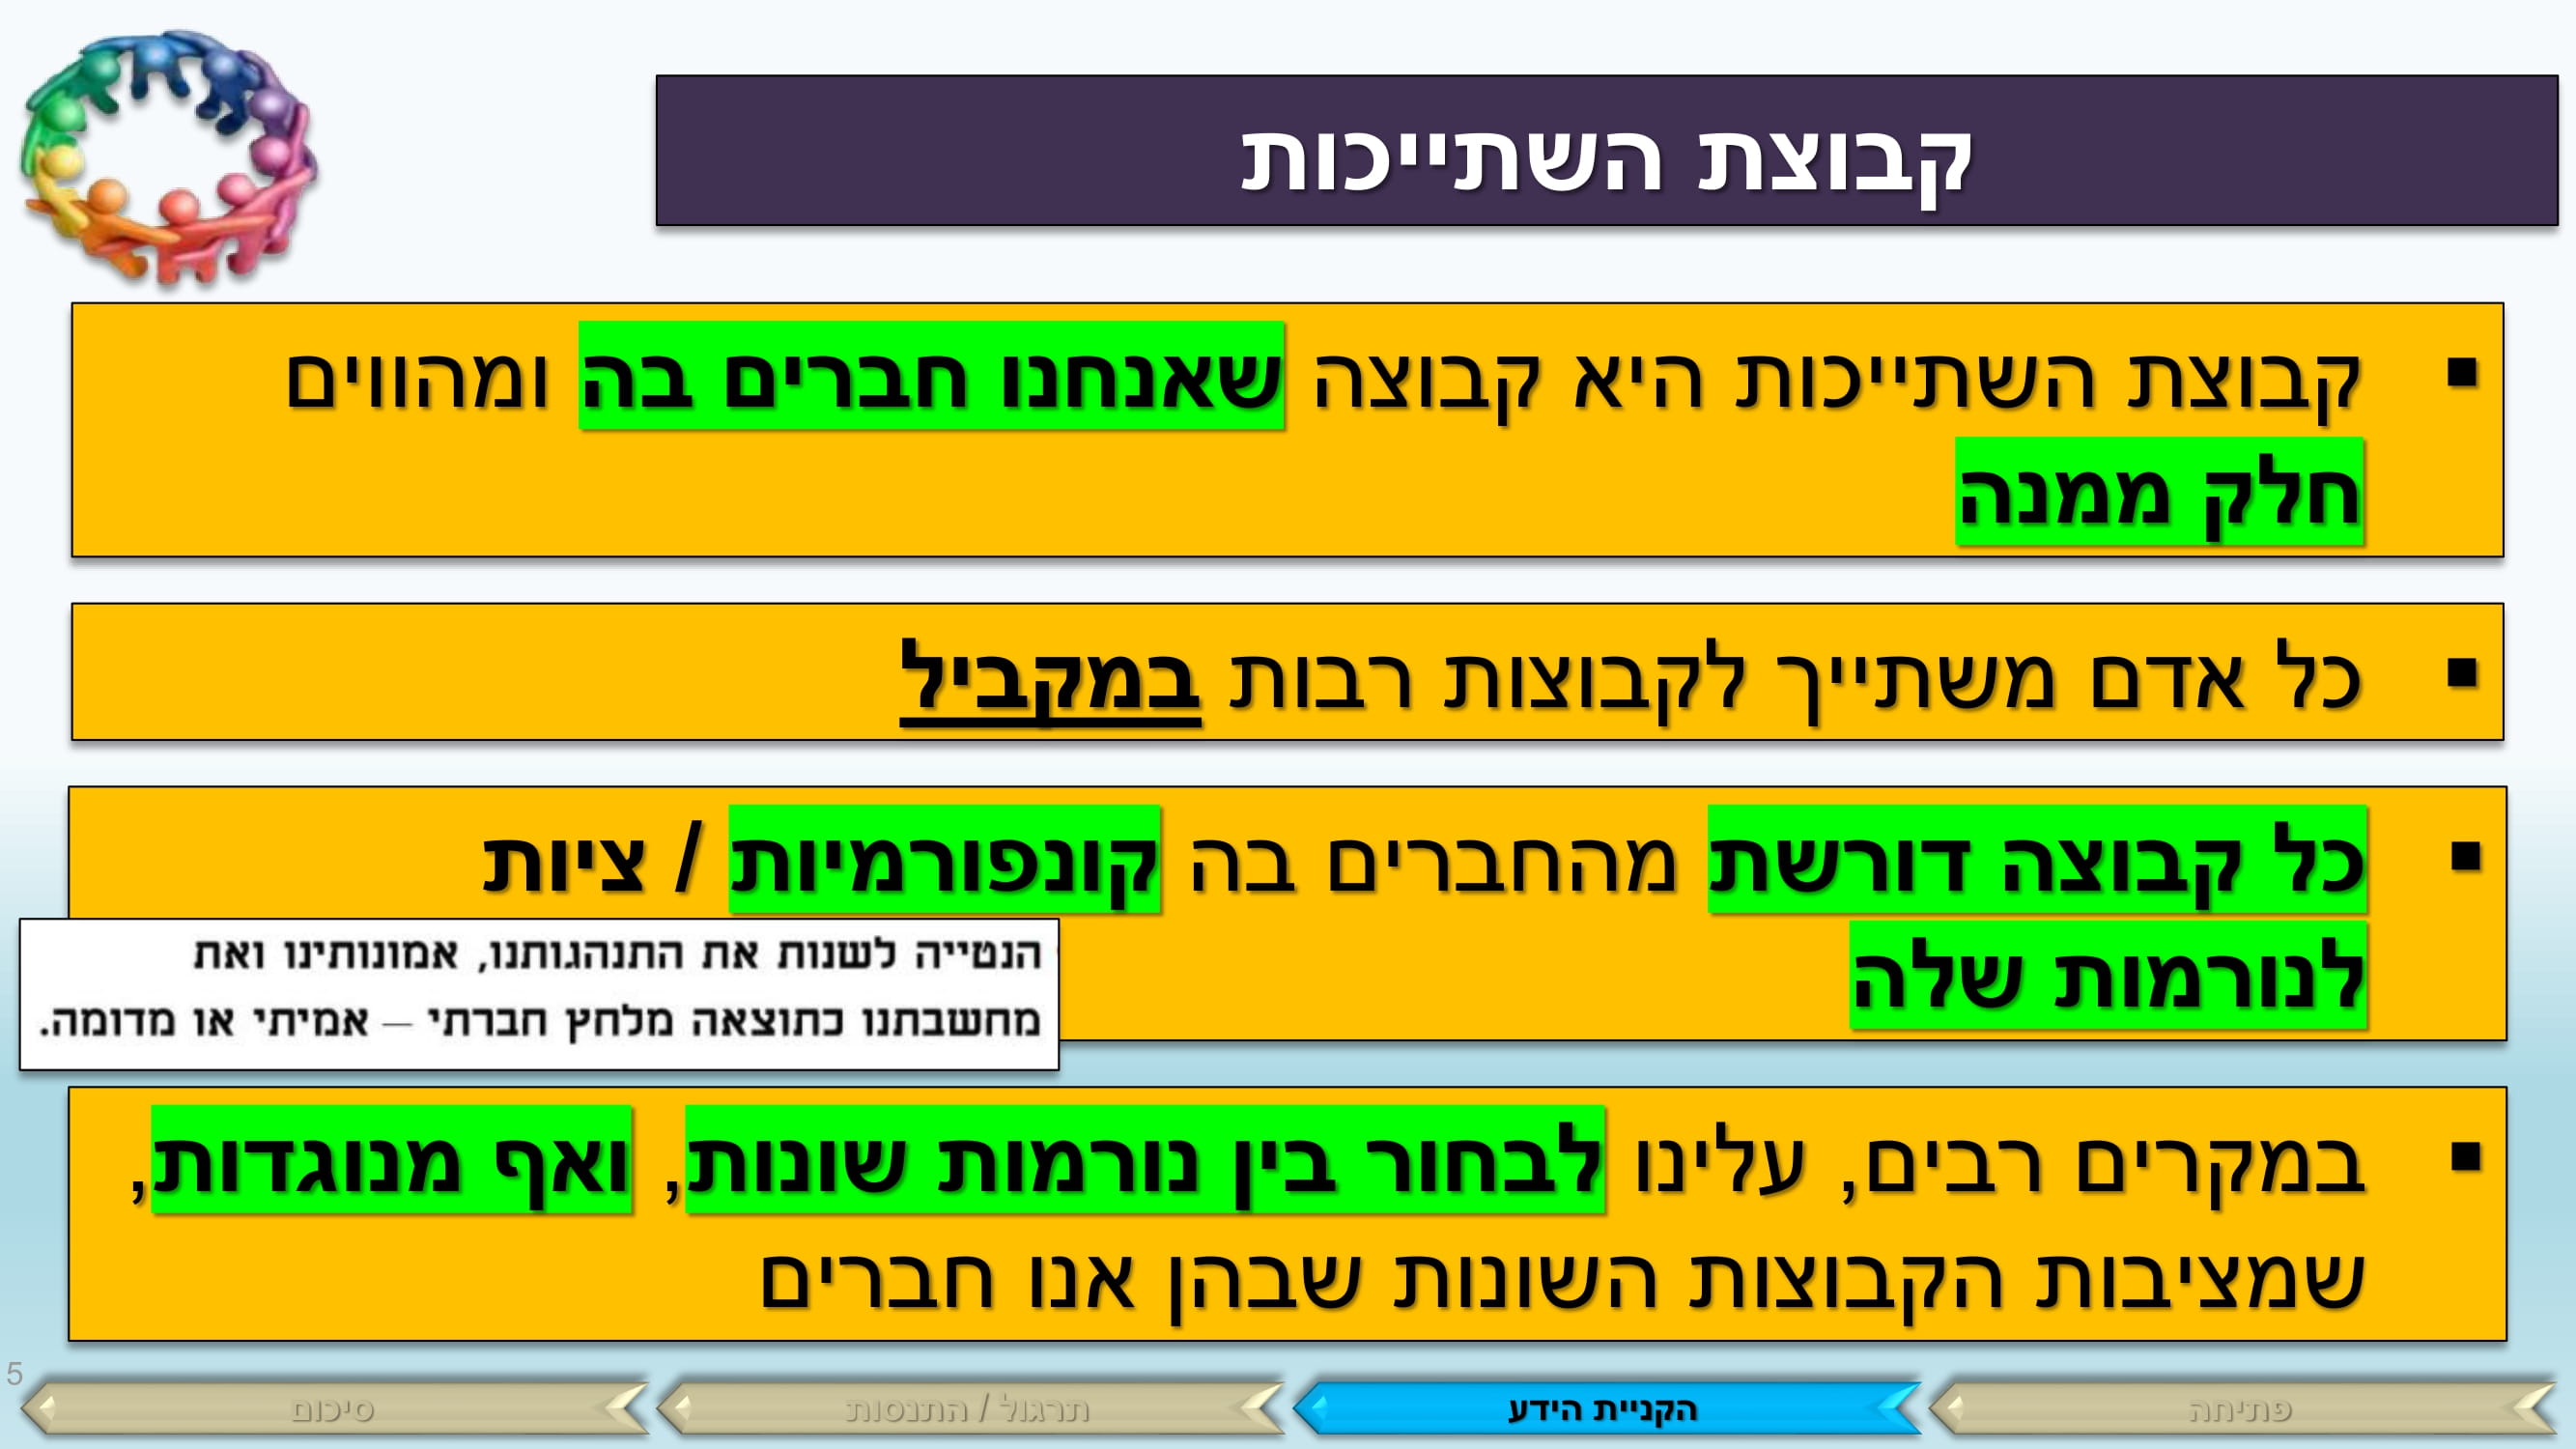 קבוצת השתייכות
▪ קבוצת השתייכות היא קבוצה שאנחנו חברים בה ומהווים
חלק ממנה
▪ כל אדם משתייך לקבוצות רבות במקביל
▪ כל קבוצה דורשת מהחברים בה קונפורמיות / ציות
לנורמות שלה
הנטייה לשנות את התנהגותנו, אמונותינו ואת
מחשבתנו כתוצאה מלחץ חברתי – אמיתי או מדומה.
▪ במקרים רבים, עלינו לבחור בין נורמות שונות, ואף מנוגדות,
שמציבות הקבוצות השונות שבהן אנו חברים
5
פתיחה
הקניית הידע
תרגול / התנסות
סיכום